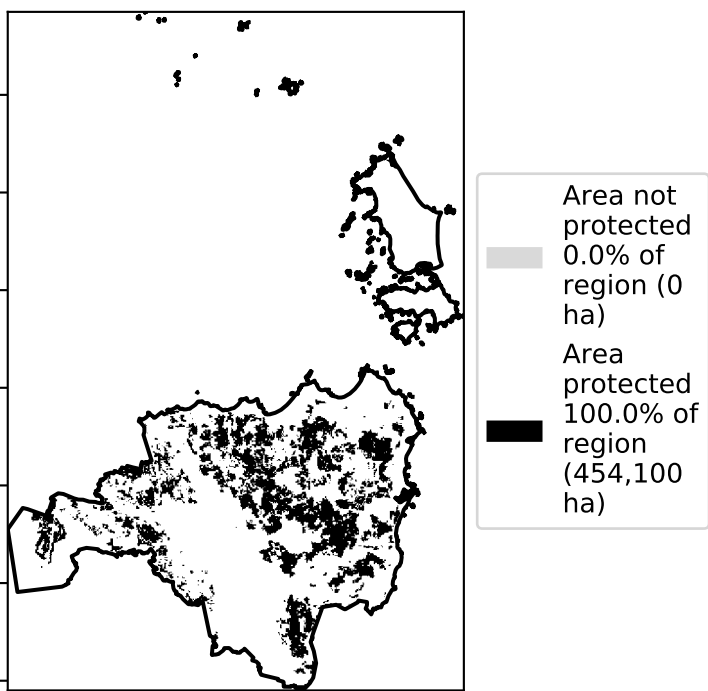 Area not
protected
0.0% of
region (0
ha)
Area
protected
100.0% of
region
(454,100
ha)